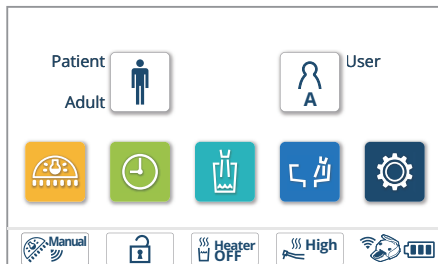 Patient
Adult
User
A
Manual
Heater
OFF
High